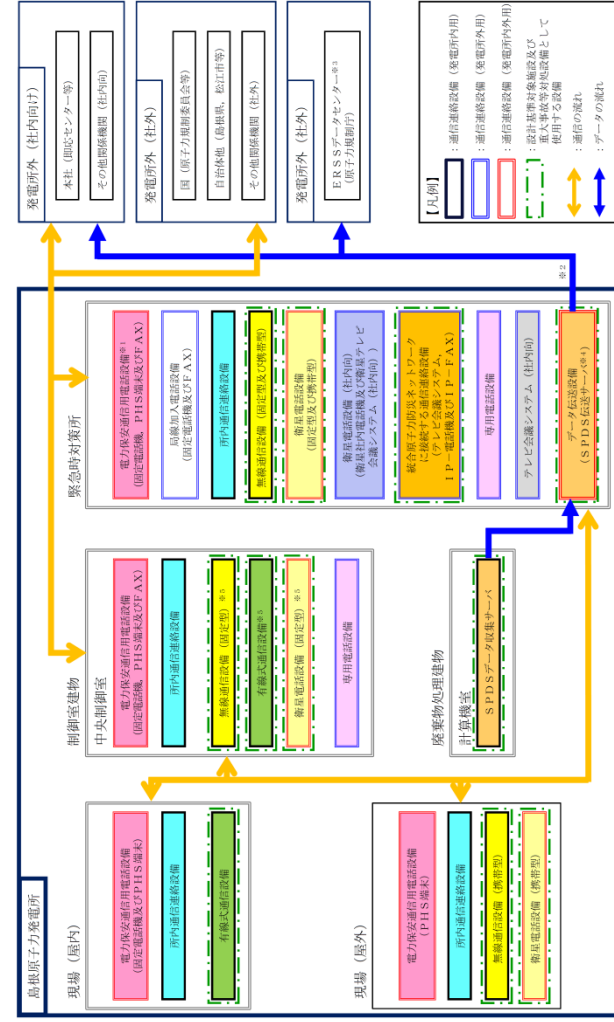 島根原子力発電所
現場（屋内）
電力保安通信用電話設備
（固定電話機及びＰＨＳ端末）
所内通信連絡設備
有線式通信設備
現場（屋外）
電力保安通信用電話設備
（ＰＨＳ端末）
所内通信連絡設備
無線通信設備（携帯型）
衛星電話設備（携帯型）
制御室建物
中央制御室
電力保安通信用電話設備
（固定電話機、ＰＨＳ端末及びＦＡＸ）
所内通信連絡設備
無線通信設備（固定型）※5
有線式通信設備※5
衛星電話設備（固定型）※5
専用電話設備
廃棄物処理建物
計算機室
ＳＰＤＳデータ収集サーバ
緊急時対策所
電力保安通信用電話設備※1
（固定電話機、ＰＨＳ端末及びＦＡＸ）
局線加入電話設備
（固定電話機及びＦＡＸ）
所内通信連絡設備
無線通信設備（固定型及び携帯型）
衛星電話設備
（固定型及び携帯型）
衛星電話設備（社内向）
（衛星社内電話機及び衛星テレビ
会議システム（社内向））
統合原子力防災ネットワーク
に接続する通信連絡設備
（テレビ会議システム、
ＩＰ－電話機及びＩＰ－ＦＡＸ）
専用電話設備
テレビ会議システム（社内向）
データ伝送設備
（ＳＰＤＳ伝送サーバ※4）
※2
発電所外（社内向け）
本社（即応センター等）
その他関係機関（社内向）
発電所外（社外）
国（原子力規制委員会等）
自治体他（島根県，松江市等）
その他関係機関（社外）
発電所外（社外）
ＥＲＳＳデータセンター※3
（原子力規制庁）
【凡例】
：通信連絡設備（発電所内用）
：通信連絡設備（発電所外用）
：通信連絡設備（発電所内外用）
：設計基準対象施設及び
重大事故等対処設備として
使用する設備
：通信の流れ
：データの流れ